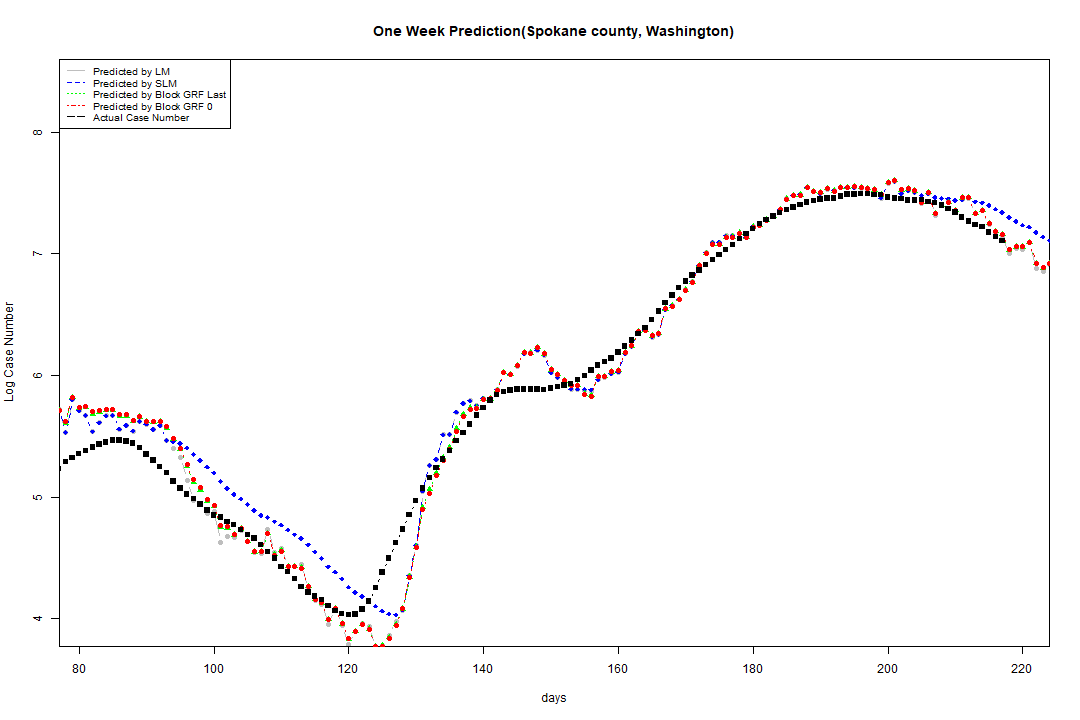 One Week Prediction(Spokane county, Washington)
Predicted by LM
Predicted by SLM
Predicted by Block GRF Last
Predicted by Block GRF 0
Actual Case Number
8
7
6
5
4
Log Case Number
80 100 120 140 160 180 200 220
days